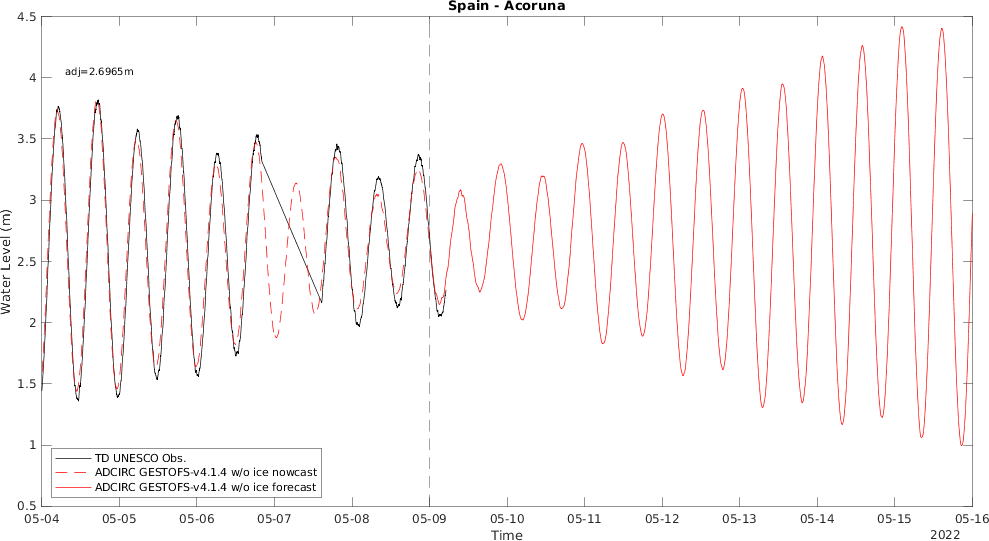 Spain - Acoruna
4.5
4
3.5
3
2.5
2
1.5
1
0.5
Water Level (m)
adj=2.6965m
TD UNESCO Obs.
ADCIRC GESTOFS-v4.1.4 w/o ice nowcast
ADCIRC GESTOFS-v4.1.4 w/o ice forecast
05-04 05-05 05-06 05-07 05-08 05-09 05-10 05-11 05-12 05-13 05-14 05-15 05-16
Time
2022